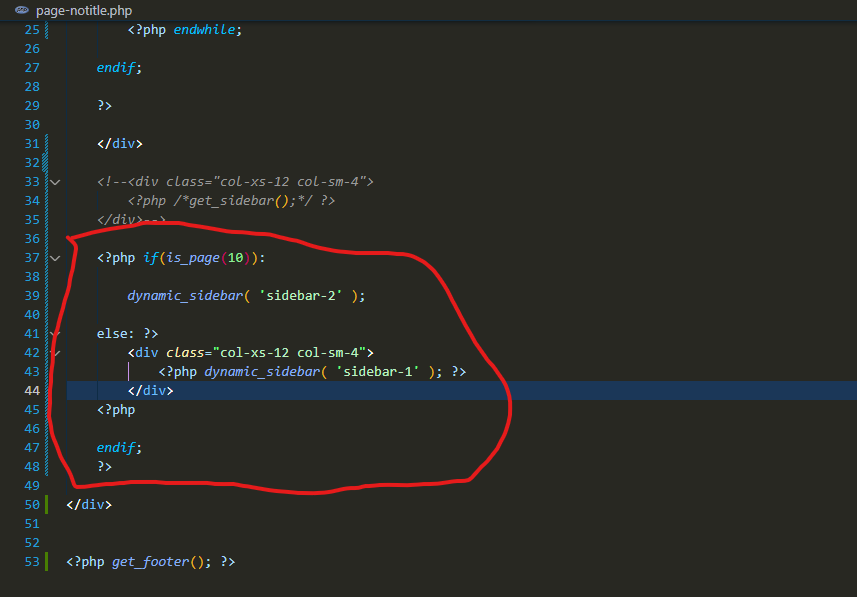 page-notitle.php
25 <?php endwhile;
26
27 endif;
28
29 ?>
30
31 </div>
32
33 <!--<div class="col-xs-12 col-sm-4">
34 <?php /*get_sidebar();*/ ?>
35 </div>-->
36
37 <?php if(is_page(10)):
38
39 dynamic_sidebar( 'sidebar-2' );
40
41 else: ?>
42 <div class="col-xs-12 col-sm-4">
43 <?php dynamic_sidebar( 'sidebar-1' ); ?>
44 </div>
45 <?php
46
47 endif;
48 ?>
49
50 </div>
51
52
53 <?php get_footer(); ?>